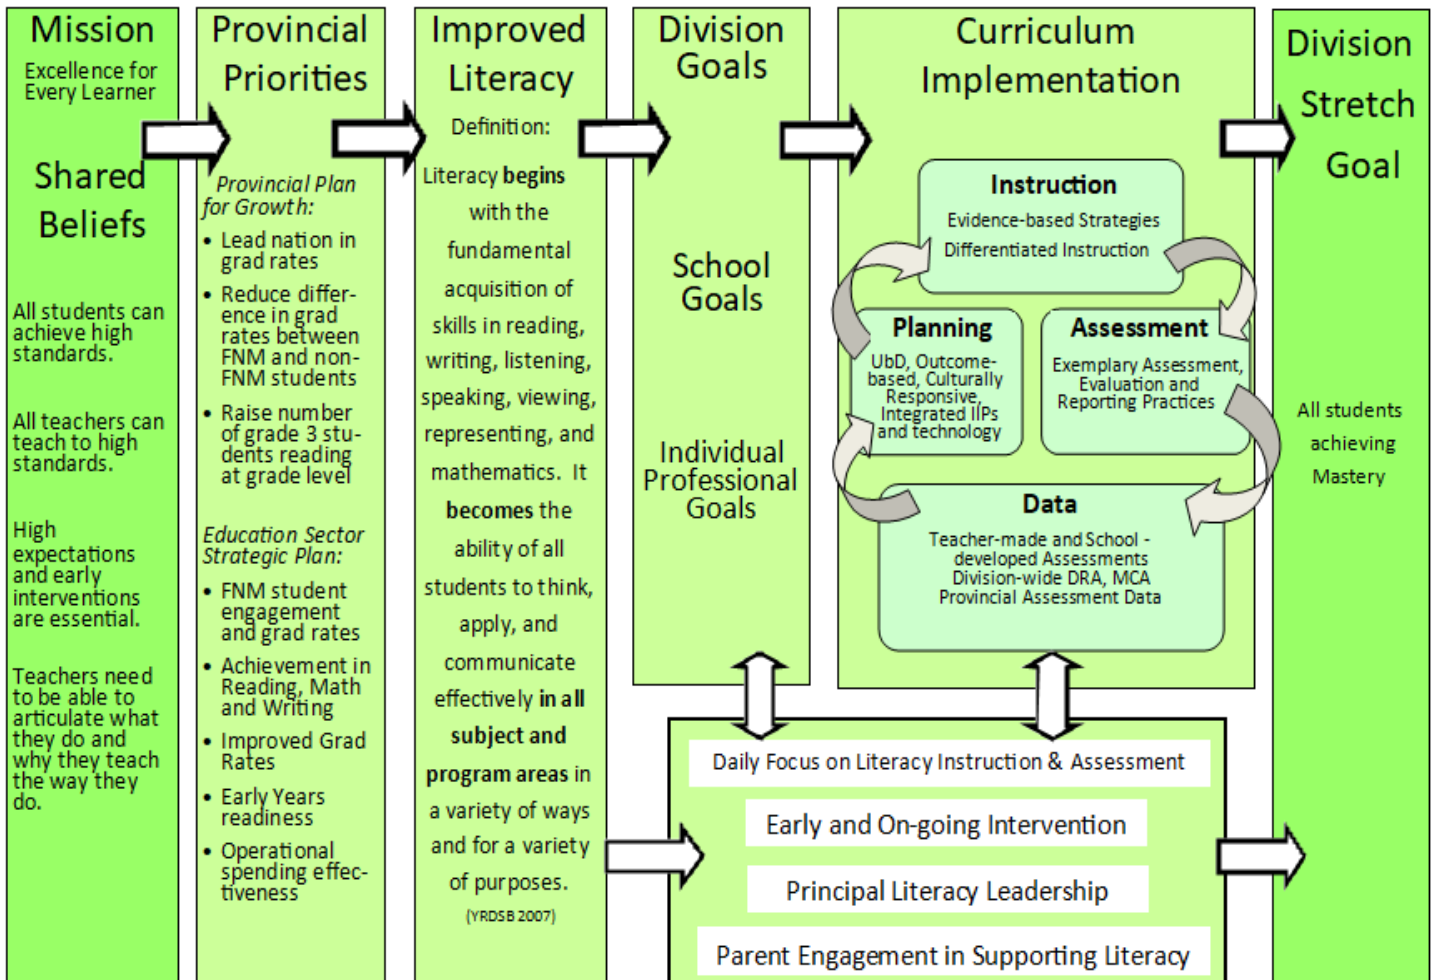 Mission
Excellence for
Every Learner
Shared
Beliefs
All students can
achieve high
standards.
All teachers can
teach to high
standards.
High
expectations
and early
interventions
are essential.
Teachers need
to be able to
articulate what
they do and
why they teach
the way they
do.
Provincial
Priorities
Provincial Plan
for Growth:
• Lead nation in
grad rates
• Reduce differ-
ence in grad
rates between
FNM and non-
FNM students
• Raise number
of grade 3 stu-
dents reading
at grade level
Education Sector
Strategic Plan:
• FNM student
engagement
and grad rates
• Achievement in
Reading, Math
and Writing
• Improved Grad
Rates
• Early Years
readiness
• Operational
spending effec-
tiveness
Improved
Literacy
Definition:
Literacy begins
with the
fundamental
acquisition of
skills in reading,
writing, listening,
speaking, viewing,
representing, and
mathematics. It
becomes the
ability of all
students to think,
apply, and
communicate
effectively in all
subject and
program areas in
a variety of ways
and for a variety
of purposes.
(YRDSB 2007)
Division
Goals
School
Goals
Individual
Professional
Goals
Curriculum
Implementation
Instruction
Evidence-based Strategies
Differentiated Instruction
Planning
UbD, Outcome-
based, Culturally
Responsive,
Integrated IIPs
and technology
Assessment
Exemplary Assessment,
Evaluation and
Reporting Practices
Data
Teacher-made and School -
developed Assessments
Division-wide DRA, MCA
Provincial Assessment Data
Daily Focus on Literacy Instruction & Assessment
Early and On-going Intervention
Principal Literacy Leadership
Parent Engagement in Supporting Literacy
Division
Stretch
Goal
All students
achieving
Mastery